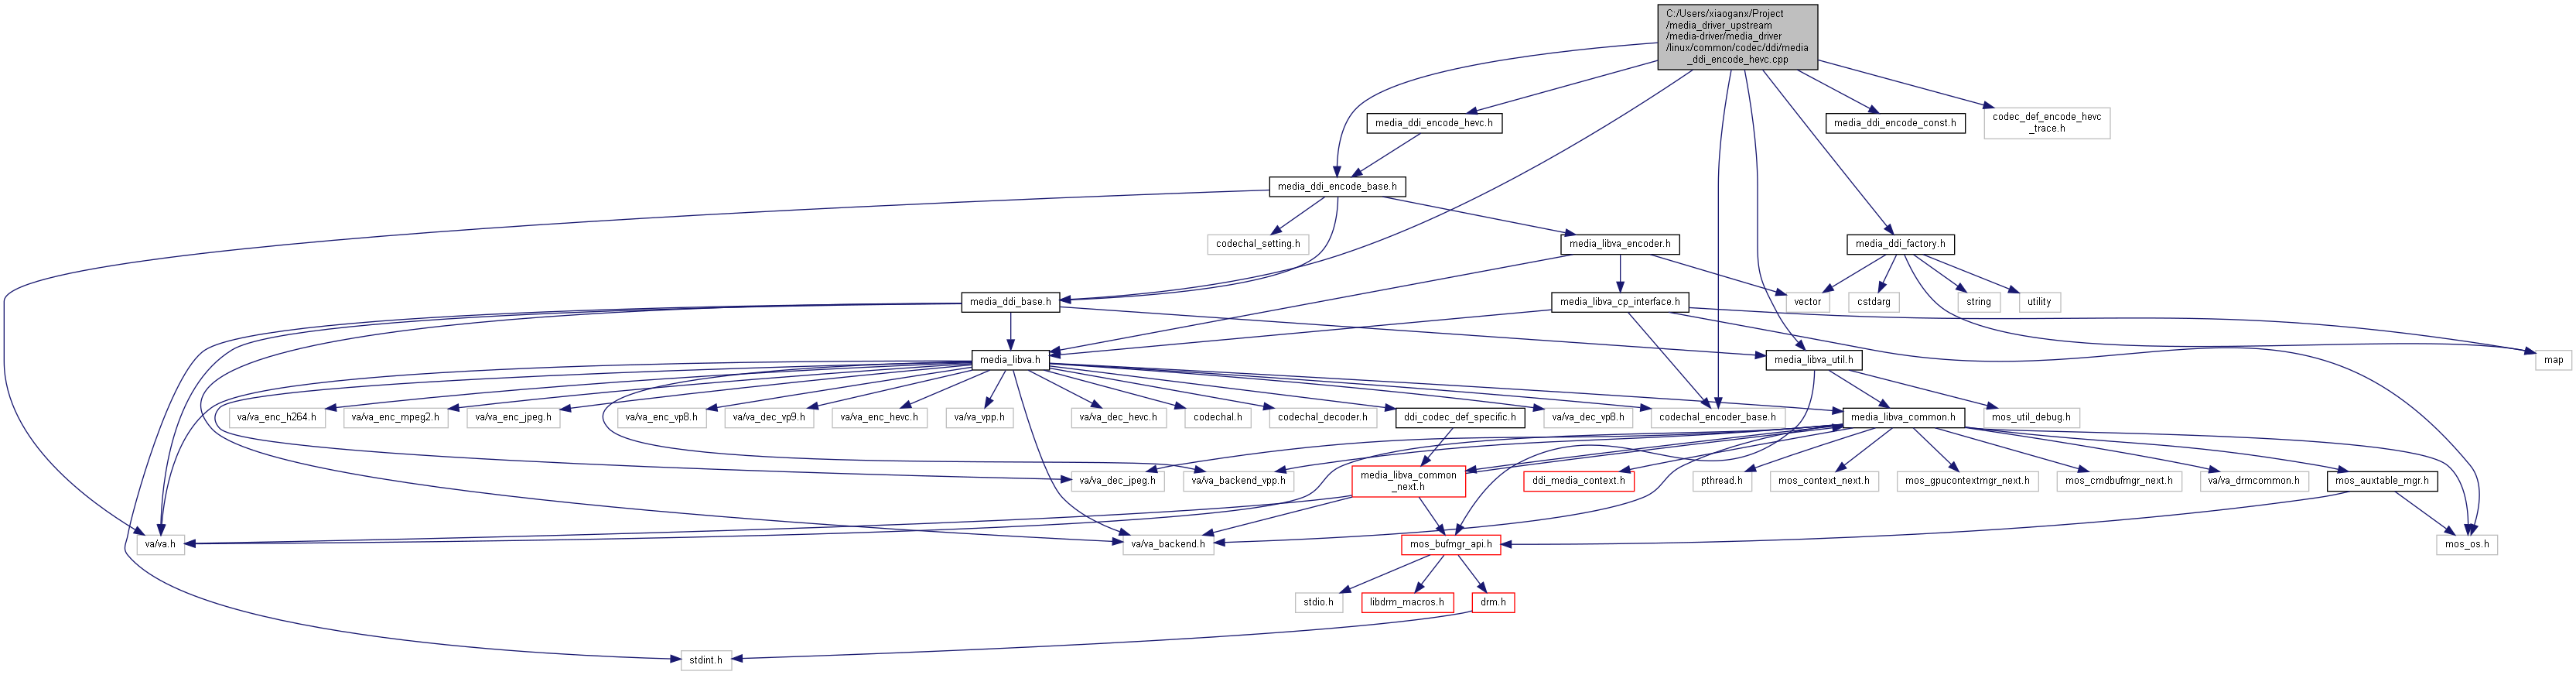 C:/Users/xiaoganx/Project
/media_driver_upstream
/media-driver/media_driver
/linux/common/codec/ddi/media
_ddi_encode_hevc.cpp
media_ddi_encode_hevc.h
media_ddi_encode_const.h
codec_def_encode_hevc
_trace.h
media_ddi_encode_base.h
codechal_setting.h
media_libva_encoder.h
media_ddi_factory.h
media_ddi_base.h
media_libva_cp_interface.h
vector
cstdarg
string
utility
media_libva.h
media_libva_util.h
map
va/va_enc_h264.h
va/va_enc_mpeg2.h
va/va_enc_jpeg.h
va/va_enc_vp8.h
va/va_dec_vp9.h
va/va_enc_hevc.h
va/va_vpp.h
va/va_dec_hevc.h
codechal.h
codechal_decoder.h
ddi_codec_def_specific.h
va/va_dec_vp8.h
codechal_encoder_base.h
media_libva_common.h
mos_util_debug.h
va/va_dec_jpeg.h
va/va_backend_vpp.h
media_libva_common
_next.h
ddi_media_context.h
pthread.h
mos_context_next.h
mos_gpucontextmgr_next.h
mos_cmdbufmgr_next.h
va/va_drmcommon.h
mos_auxtable_mgr.h
va/va.h
va/va_backend.h
mos_bufmgr_api.h
mos_os.h
stdio.h
libdrm_macros.h
drm.h
stdint.h